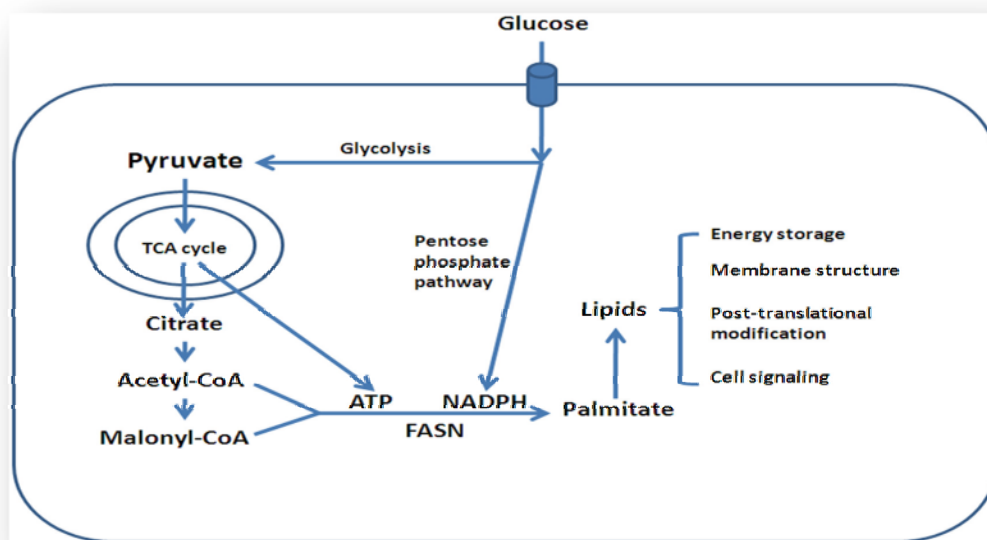 Glucose
Glycolysis
Pyruvate
TCA cycle
Pentose
phosphate
pathway
Citrate
Acetyl-CoA
Malonyl-CoA
ATP
NADPH
FASN
Palmitate
Lipids
Energy storage
Membrane structure
Post-translational
modification
Cell signaling